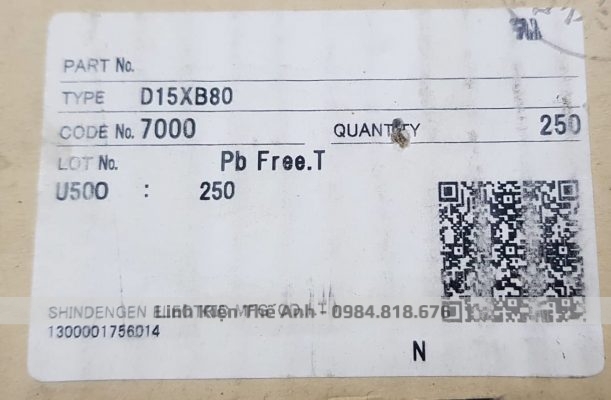 PART No.
TYPE D15XB80
CODE No. 7000 QUANTITY 250
LOT No. Pb Free.T
U500 : 250
SHINDENGEN
Linh Kiện Thế Anh - 0984.818.676
1300001756014
N